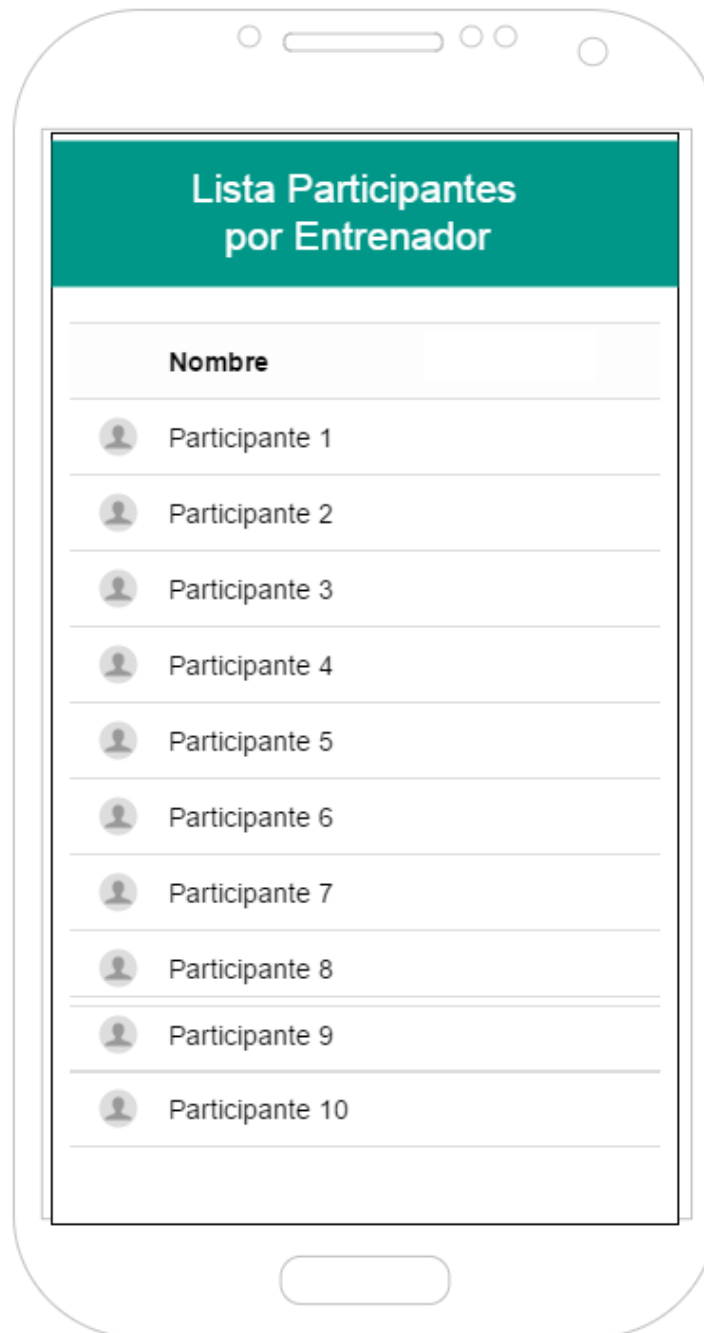 Lista Participantes
por Entrenador
Nombre
Participante 1
Participante 2
Participante 3
Participante 4
Participante 5
Participante 6
Participante 7
Participante 8
Participante 9
Participante 10